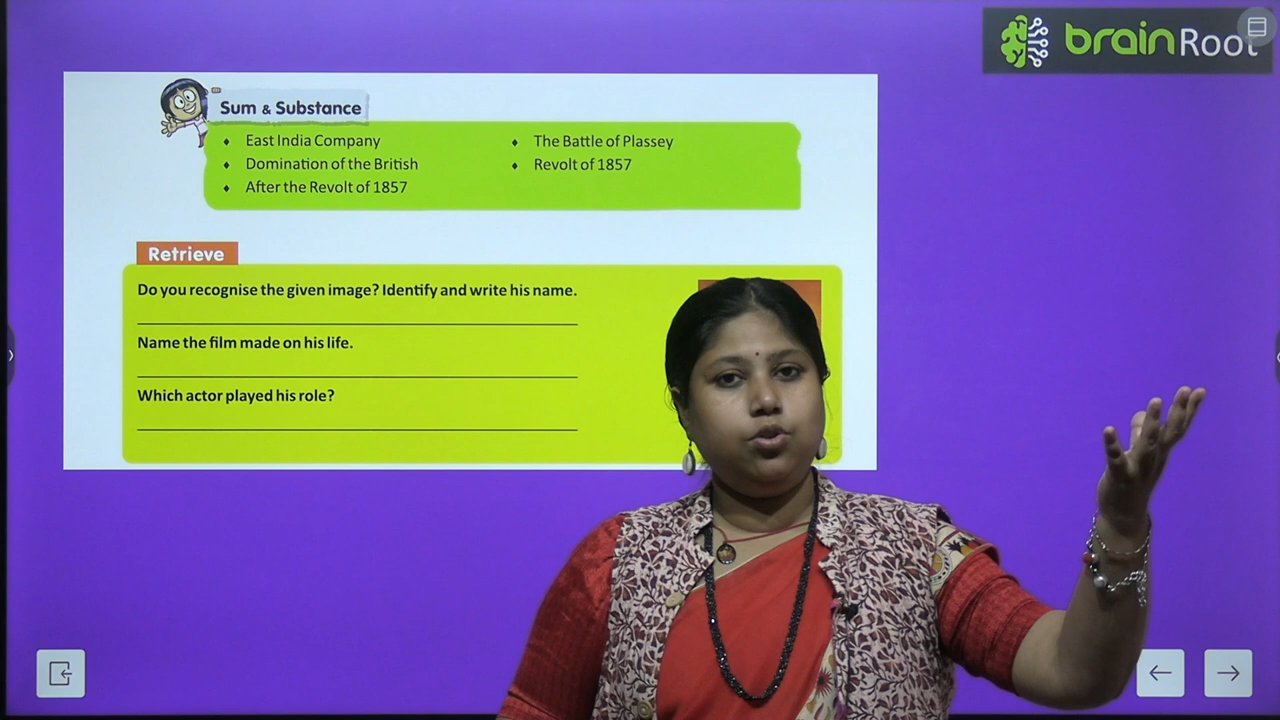 brainRoot
Sum & Substance
East India Company
Domination of the British
After the Revolt of 1857
The Battle of Plassey
Revolt of 1857
Retrieve
Do you recognise the given image? Identify and write his name.
Name the film made on his life.
Which actor played his role?